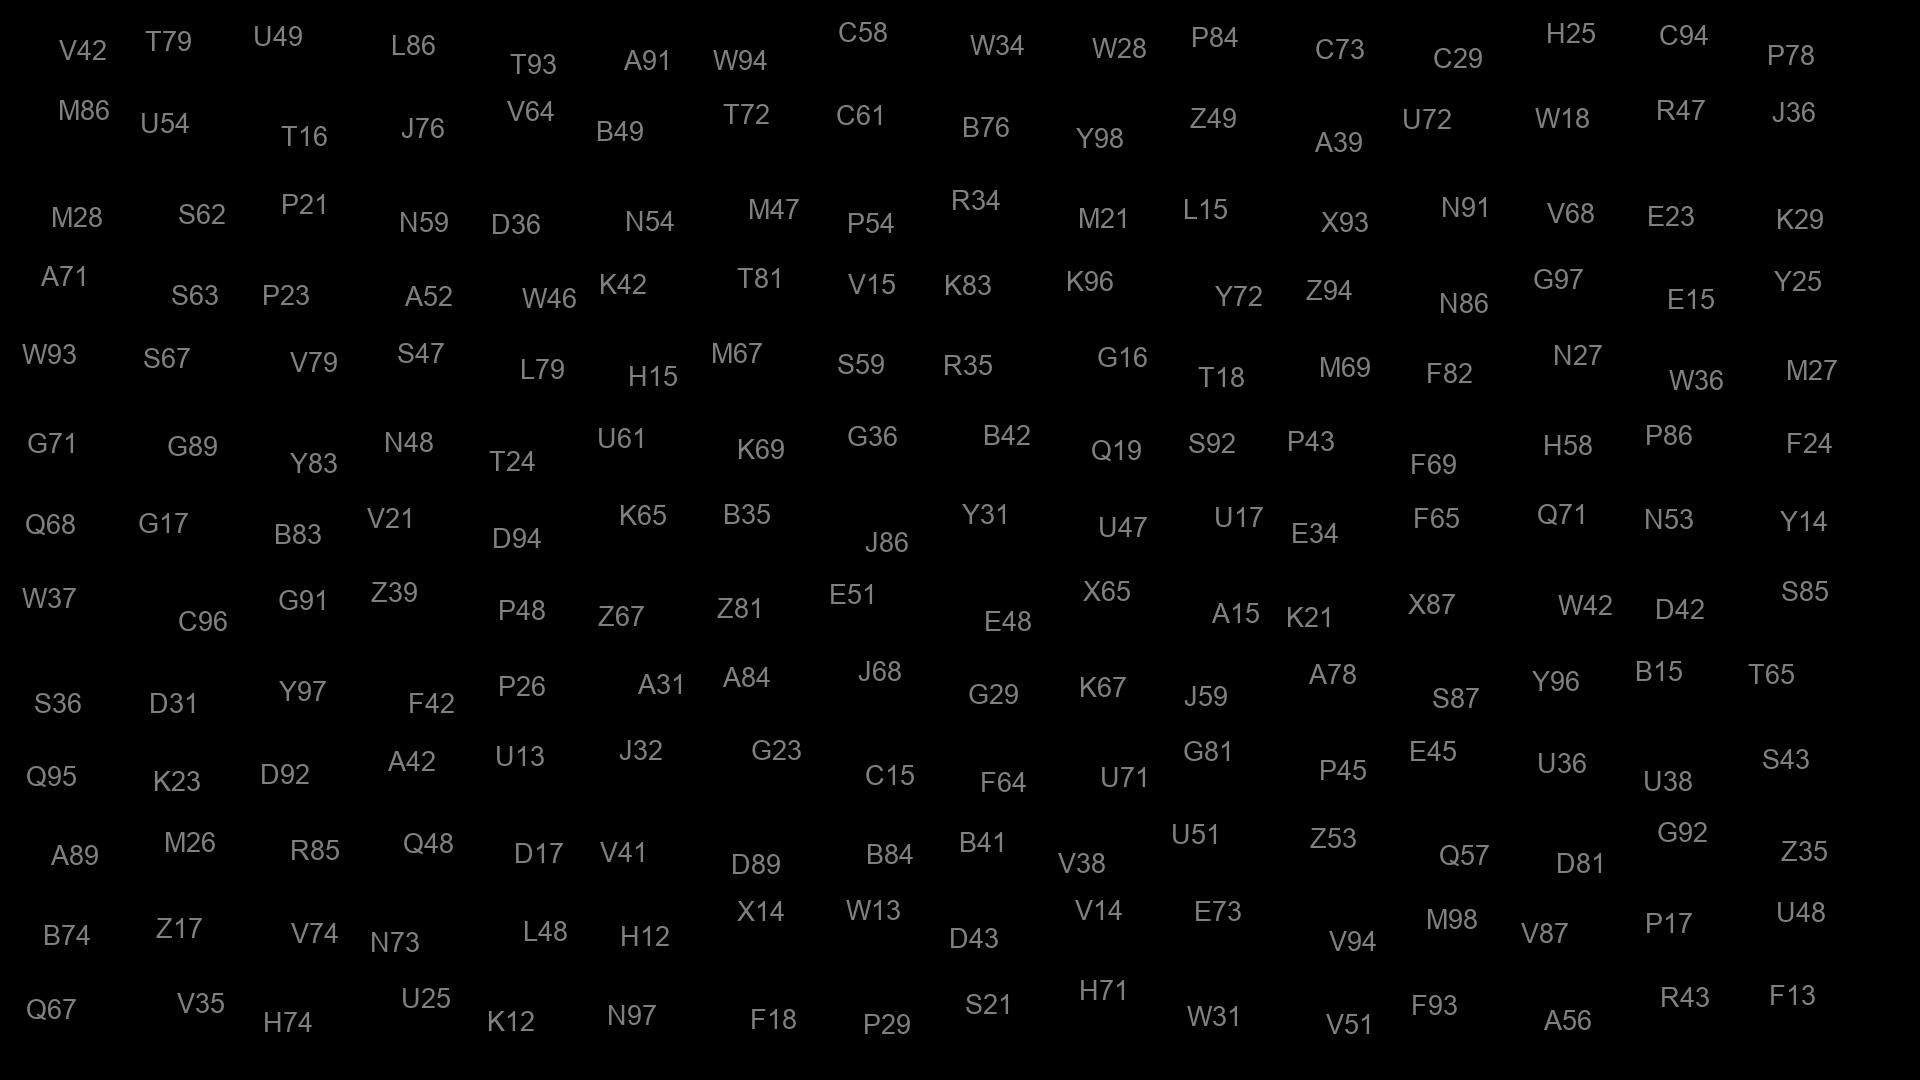 V42 T79 U49 L86 T93 A91 W94 C58 W34 W28 P84 C73 C29 H25 C94 P78
M86 U54 T16 J76 V64 B49 T72 C61 B76 Y98 Z49 A39 U72 W18 R47 J36
M28 S62 P21 N59 D36 N54 M47 P54 R34 M21 L15 X93 N91 V68 E23 K29
A71 S63 P23 A52 W46 K42 T81 V15 K83 K96 Y72 Z94 N86 G97 E15 Y25
W93 S67 V79 S47 L79 H15 M67 S59 R35 G16 T18 M69 F82 N27 W36 M27
G71 G89 Y83 N48 T24 U61 K69 G36 B42 Q19 S92 P43 F69 H58 P86 F24
Q68 G17 B83 V21 D94 K65 B35 J86 Y31 U47 U17 E34 F65 Q71 N53 Y14
W37 C96 G91 Z39 P48 Z67 Z81 E51 E48 X65 A15 K21 X87 W42 D42 S85
S36 D31 Y97 F42 P26 A31 A84 J68 G29 K67 J59 A78 S87 Y96 B15 T65
Q95 K23 D92 A42 U13 J32 G23 C15 F64 U71 G81 P45 E45 U36 U38 S43
A89 M26 R85 Q48 D17 V41 D89 B84 B41 V38 U51 Z53 Q57 D81 G92 Z35
B74 Z17 V74 N73 L48 H12 X14 W13 D43 V14 E73 V94 M98 V87 P17 U48
Q67 V35 H74 U25 K12 N97 F18 P29 S21 H71 W31 V51 F93 A56 R43 F13